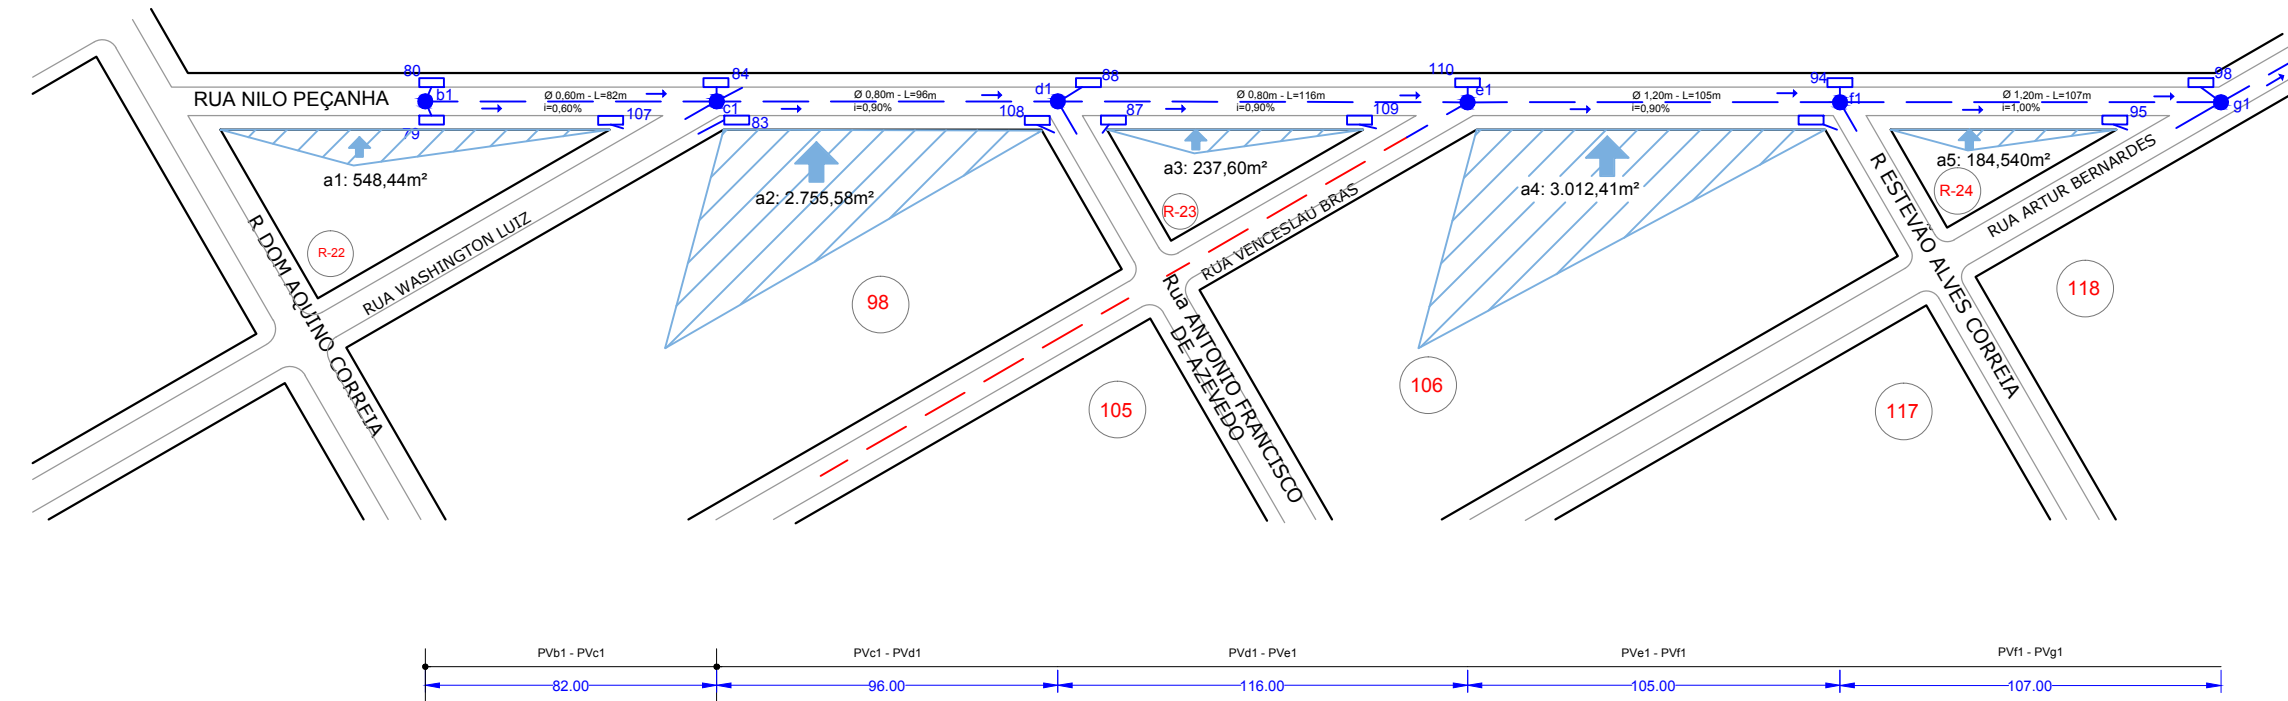 80
84
88
110
94
98
RUA NILO PEÇANHA
b1
Ø 0,60m - L=82m
i=0,60%
c1
Ø 0,80m - L=96m
i=0,90%
d1
Ø 0,80m - L=116m
i=0,90%
e1
Ø 1,20m - L=105m
i=0,90%
f1
Ø 1,20m - L=107m
i=1,00%
g1
79
107
83
108
87
109
95
a1: 548,44m²
a2: 2.755,58m²
a3: 237,60m²
a4: 3.012,41m²
a5: 184,540m²
R-22
R-23
R-24
R DOM AQUINO CORREIA
RUA WASHINGTON LUIZ
RUA VENCESLAU BRAS
Rua ANTONIO FRANCISCO
DE AZEVEDO
R ESTEVÃO ALVES CORREIA
RUA ARTUR BERNARDES
98
105
106
117
118
PVb1 - PVc1
PVc1 - PVd1
PVd1 - PVe1
PVe1 - PVf1
PVf1 - PVg1
82.00
96.00
116.00
105.00
107.00